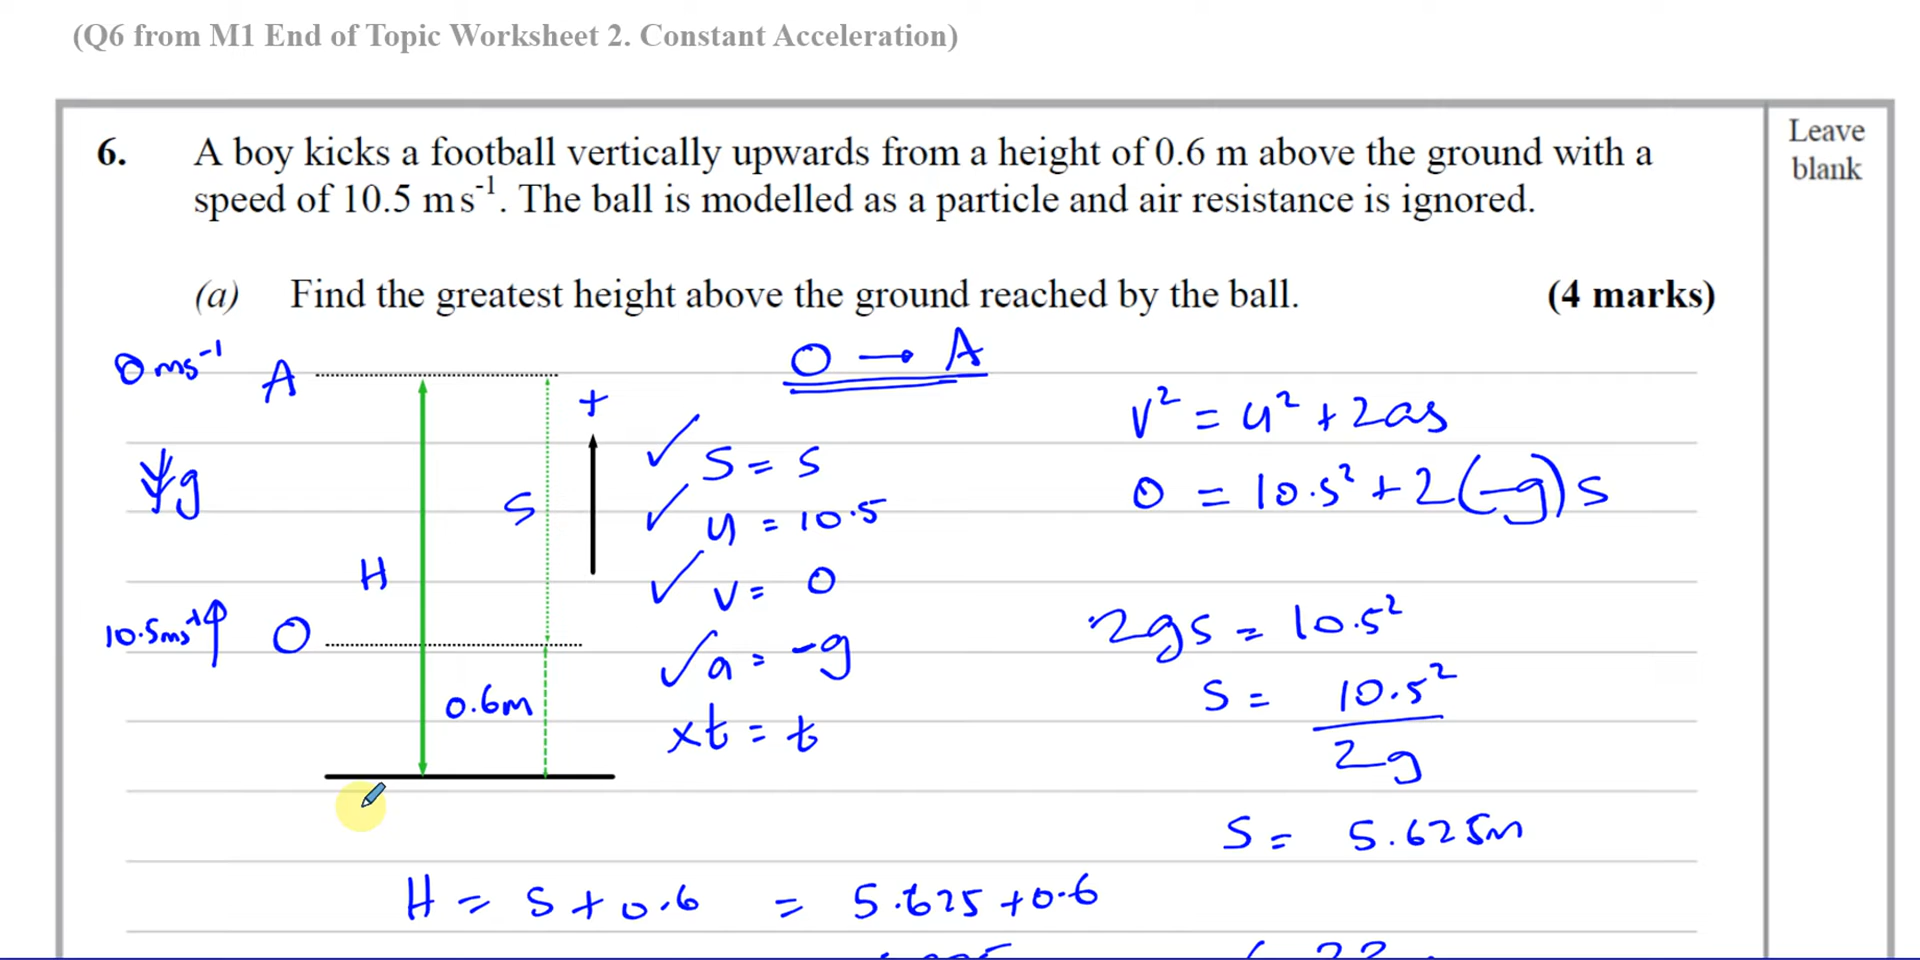 (Q6 from M1 End of Topic Worksheet 2. Constant Acceleration)
Leave
blank
6. A boy kicks a football vertically upwards from a height of 0.6 m above the ground with a
speed of 10.5 ms⁻¹. The ball is modelled as a particle and air resistance is ignored.
(a) Find the greatest height above the ground reached by the ball. (4 marks)
0 ms⁻¹ A
g
H
S
+
10.5ms⁻¹ O
0.6m
O → A
✓ S = S
✓ u = 10.5
✓ v = 0
✓ a = -g
x t = t
v² = u² + 2as
0 = 10.5² + 2(-g)s
2gs = 10.5²
s = 10.5²
2g
S = 5.625m
H = S + 0.6 = 5.625 + 0.6